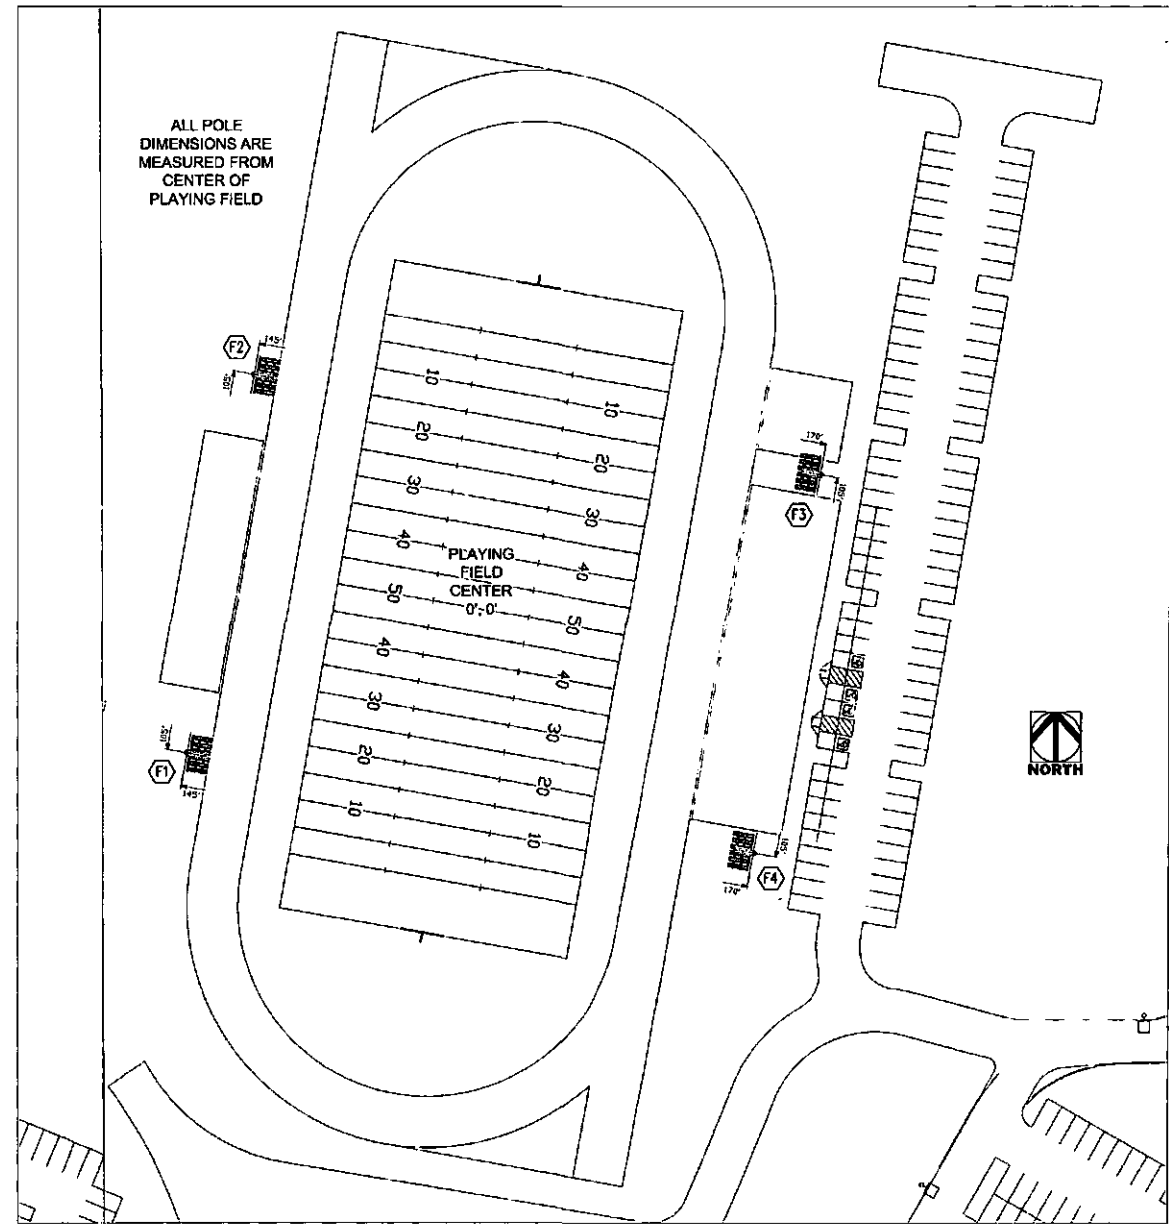 ALL POLE
DIMENSIONS ARE
MEASURED FROM
CENTER OF
PLAYING FIELD
F2
145'
105'
10
10
20
20
170'
30
30
105'
F3
40
40
PLAYING
FIELD
CENTER
0',-0'
50
50
40
40
30
30
NORTH
105'
F1
145'
20
20
10
10
105'
F4
170'